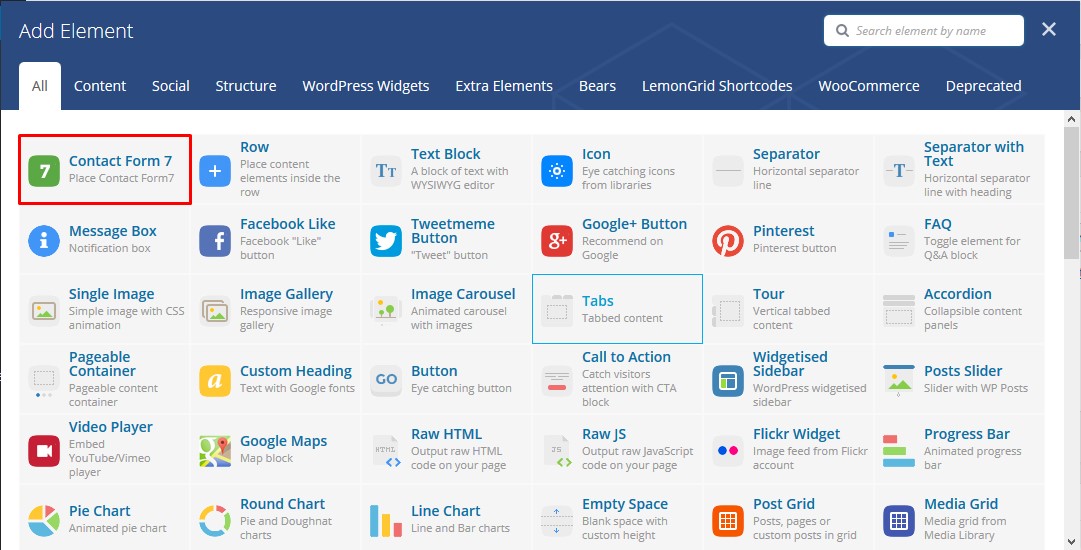 Add Element
Search element by name
All Content Social Structure WordPress Widgets Extra Elements Bears LemonGrid Shortcodes WooCommerce Deprecated
7
Contact Form 7
Place Contact Form7
Row
Place content
elements inside the
row
Tт
Text Block
A block of text with
WYSIWYG editor
Icon
Eye catching icons
from libraries
Separator
Horizontal separator
line
T
Separator with
Text
Horizontal separator
line with heading
i
Message Box
Notification box
f
Facebook Like
Facebook "Like"
button
Tweetmeme
Button
"Tweet" button
g+
Google+ Button
Recommend on
Google
Pinterest
Pinterest button
FAQ
Toggle element for
Q&A block
Single Image
Simple image with CSS
animation
Image Gallery
Responsive image
gallery
Image Carousel
Animated carousel
with images
Tabs
Tabbed content
Tour
Vertical tabbed
content
Accordion
Collapsible content
panels
Pageable
Container
Pageable content
container
a
Custom Heading
Text with Google fonts
GO
Button
Eye catching button
Call to Action
Catch visitors
attention with CTA
block
Widgetised
Sidebar
WordPress widgetised
sidebar
Posts Slider
Slider with WP Posts
Video Player
Embed
YouTube/Vimeo
player
Google Maps
Map block
HTML
Raw HTML
Output raw HTML
code on your page
JS
Raw JS
Output raw JavaScript
code on your page
Flickr Widget
Image feed from Flickr
account
Progress Bar
Animated progress
bar
Pie Chart
Animated pie chart
Round Chart
Pie and Doughnat
charts
Line Chart
Line and Bar charts
Empty Space
Blank space with
custom height
Post Grid
Posts, pages or
custom posts in grid
Media Grid
Media grid from
Media Library